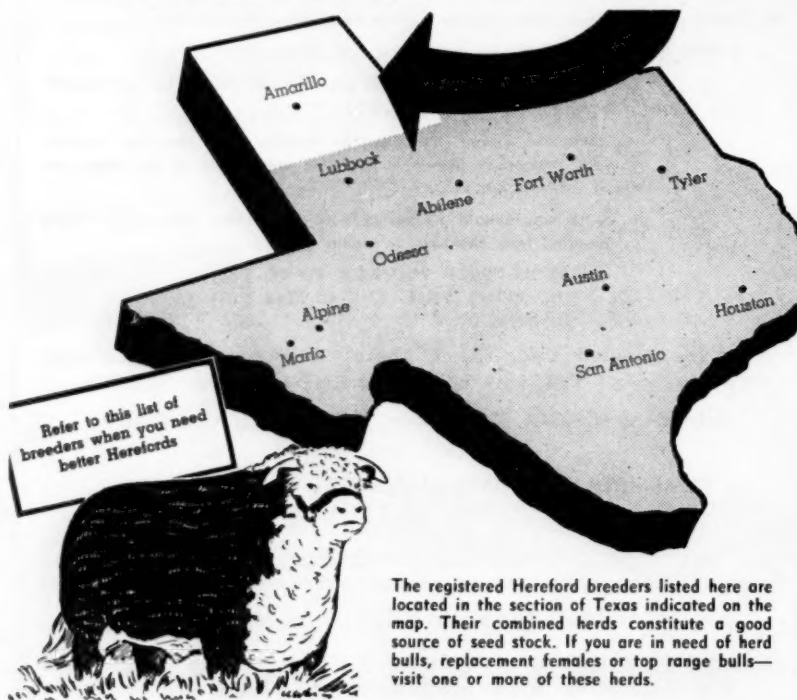 Amarillo
Lubbock
Abilene
Fort Worth
Tyler
Odessa
Austin
Houston
Alpine
Marfa
San Antonio
Refer to this list of
breeders when you need
better Herefords
The registered Hereford breeders listed here are
located in the section of Texas indicated on the
map. Their combined herds constitute a good
source of seed stock. If you are in need of herd
bulls, replacement females or top range bulls—
visit one or more of these herds.